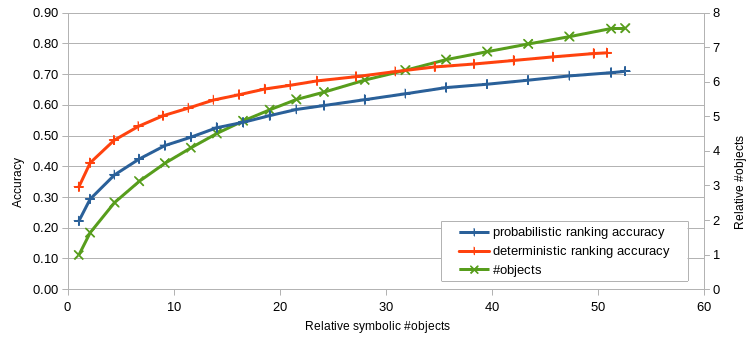 0.90
0.80
0.70
0.60
0.50
0.40
0.30
0.20
0.10
0.00
Accuracy
8
7
6
5
4
3
2
1
0
Relative #objects
probabilistic ranking accuracy
deterministic ranking accuracy
#objects
0 10 20 30 40 50 60
Relative symbolic #objects